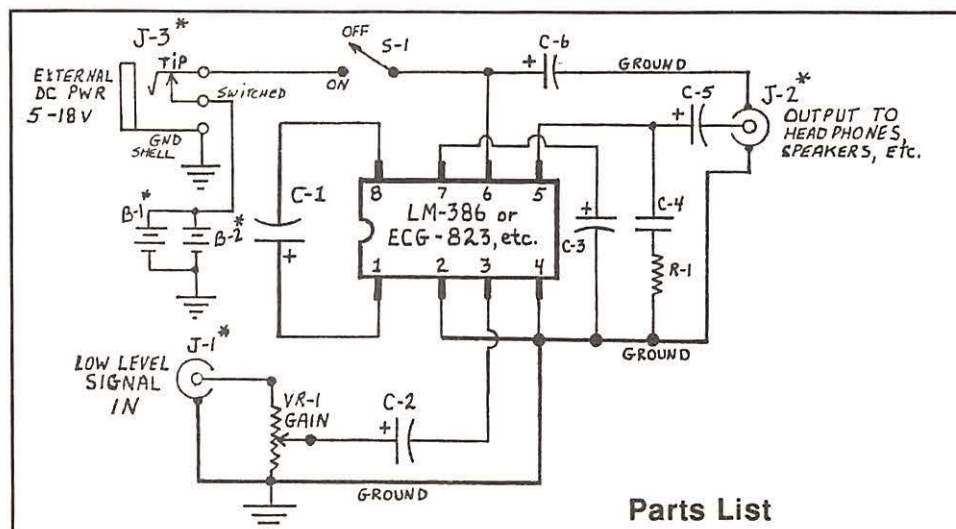 J-3*
TIP
EXTERNAL
DC PWR
5-18V
SWITCHED
GND
SHELL
OFF
S-1
ON
C-6
+
GROUND
C-5
+
J-2*
OUTPUT TO
HEADPHONES,
SPEAKERS, ETC.
B-1*
B-2*
C-1
+
8 7 6 5
LM-386 or
ECG-823, etc.
1 2 3 4
+
C-3
C-4
R-1
GROUND
J-1*
LOW LEVEL
SIGNAL
IN
VR-1
GAIN
C-2
+
GROUND
Parts List